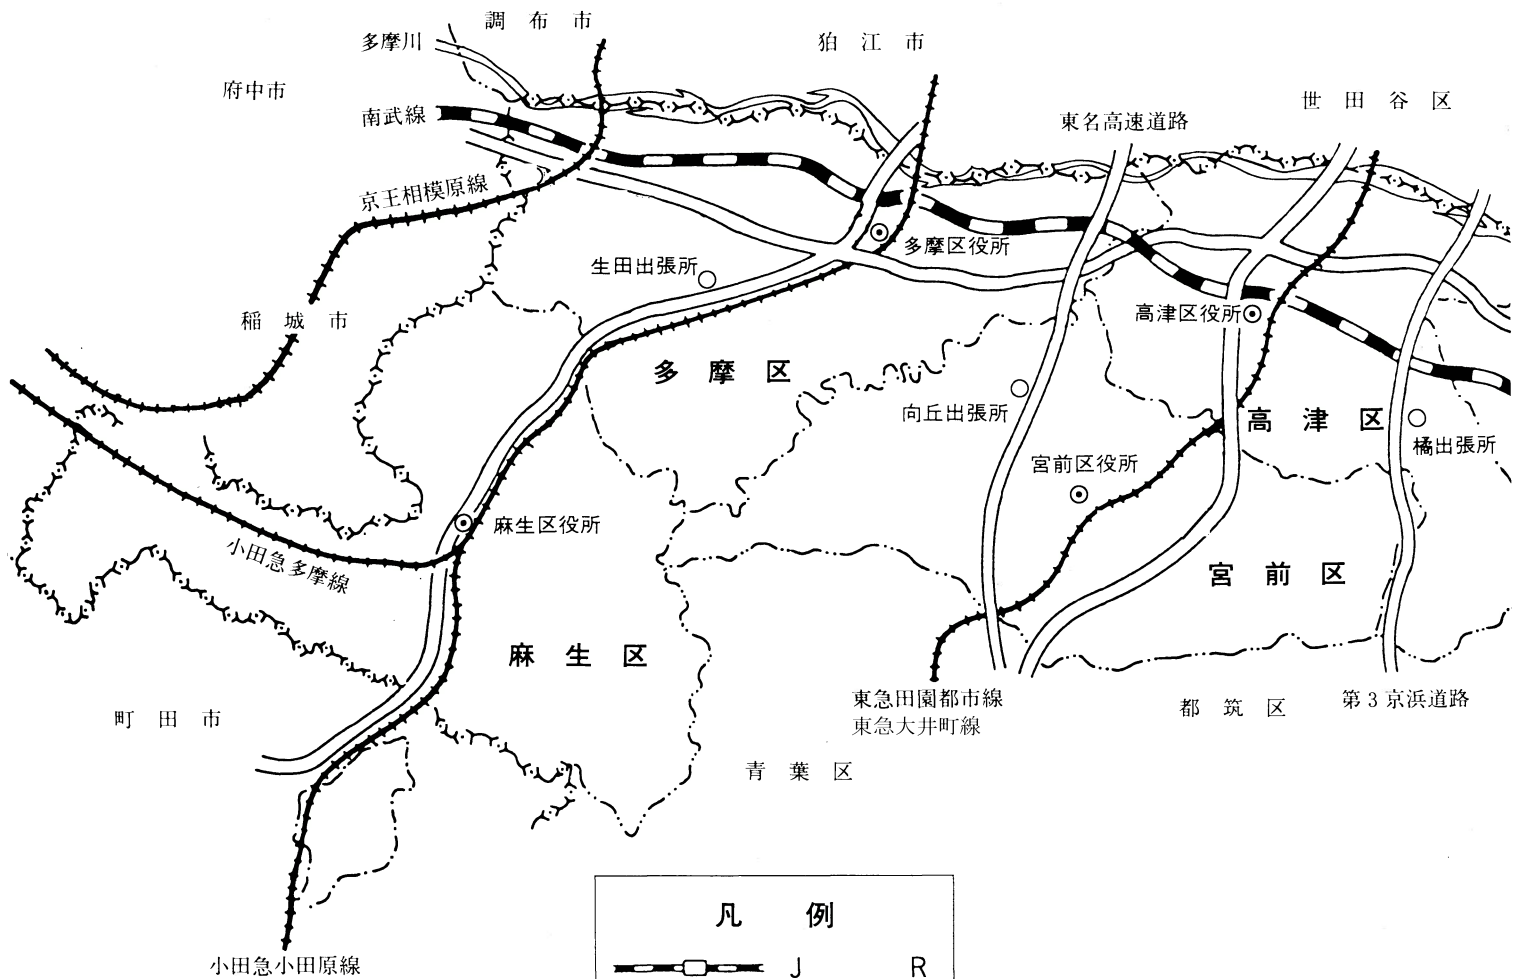 調布市
多摩川
狛江市
府中市
世田谷区
南武線
東名高速道路
京王相模原線
多摩区役所
生田出張所
高津区役所
稲城市
多摩区
向丘出張所
高津区
橘出張所
宮前区役所
麻生区役所
小田急多摩線
宮前区
麻生区
東急田園都市線
東急大井町線
都筑区
第3京浜道路
町田市
青葉区
凡例
JR
小田急小田原線